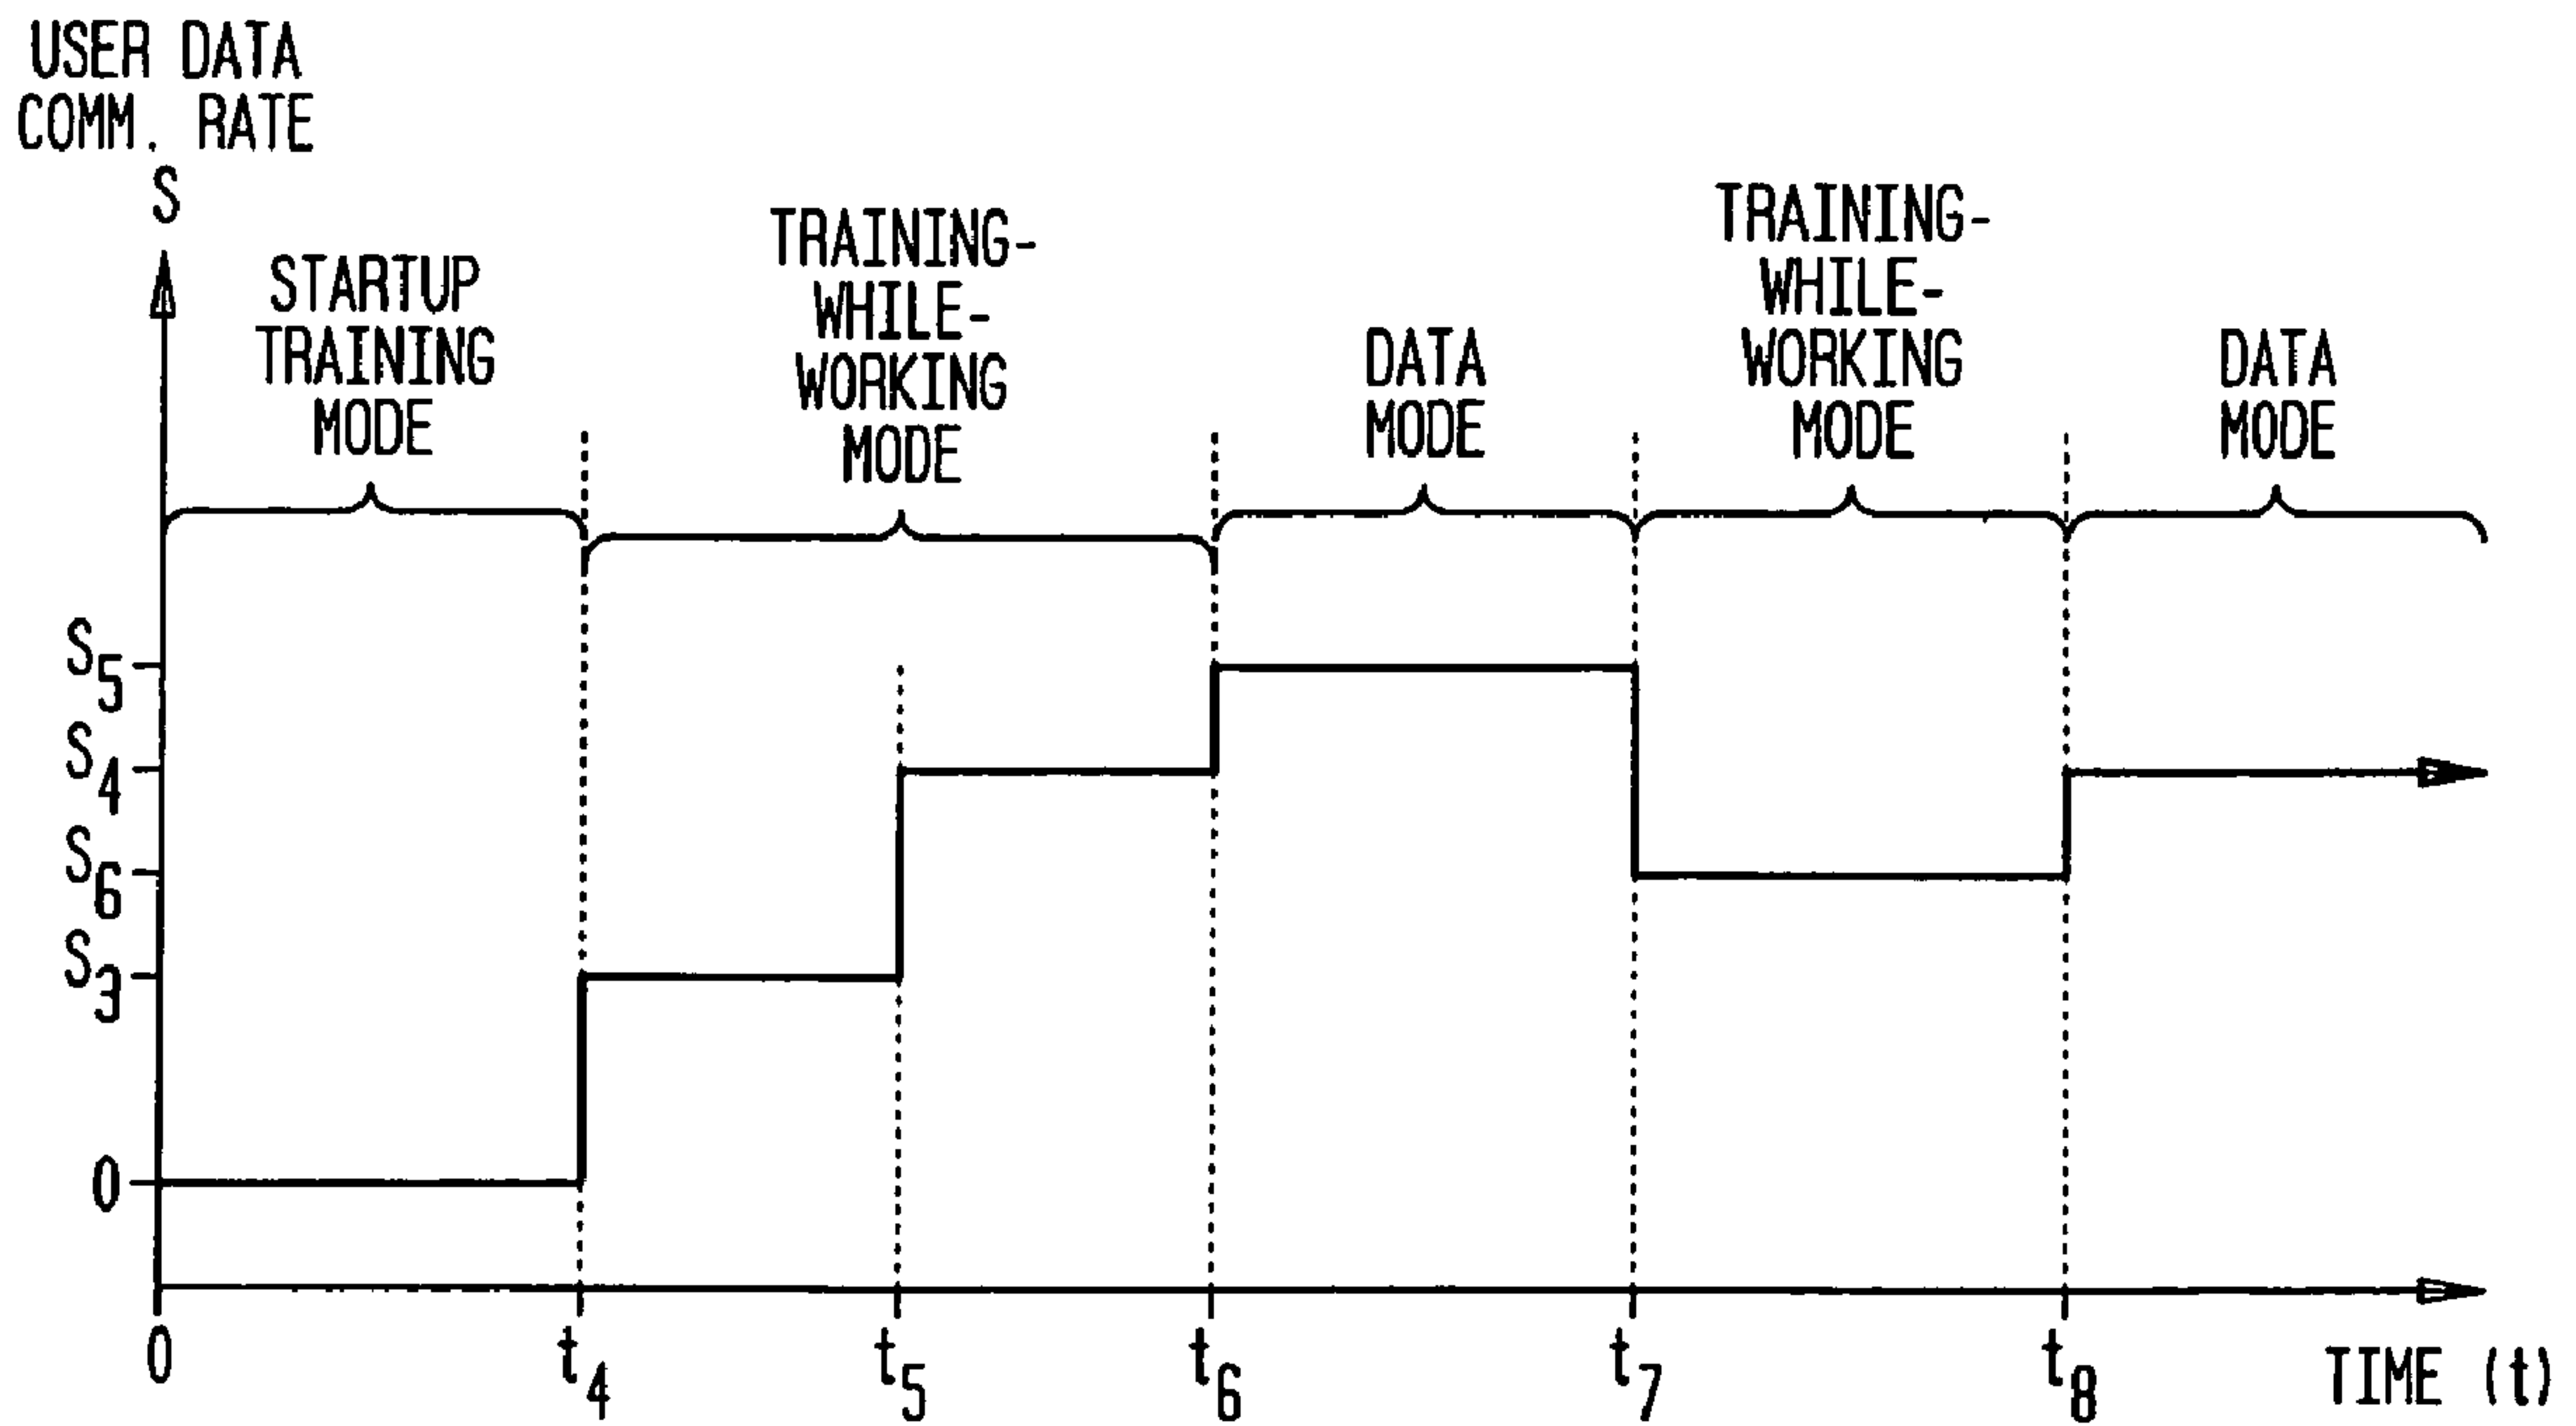 USER DATA
COMM. RATE
S
STARTUP
TRAINING
MODE
TRAINING-
WHILE-
WORKING
MODE
DATA
MODE
TRAINING-
WHILE-
WORKING
MODE
DATA
MODE
S5
S4
S6
S3
0
0 t4 t5 t6 t7 t8 TIME (t)